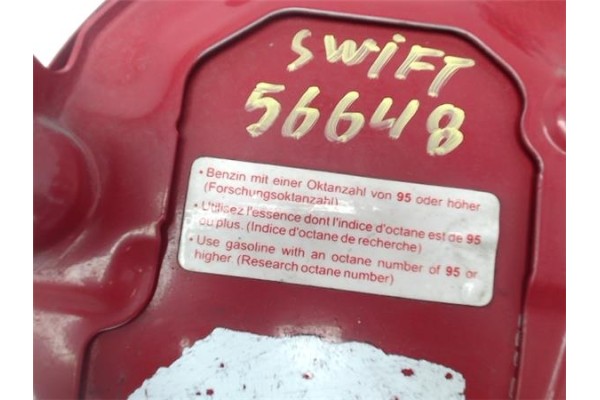 SWiFT
56648
• Benzin mit einer Oktanzahl von 95 oder höher
(Forschungsoktanzahl)
• Utilisez l'essence dont l'indice d'octane est de 95
ou plus. (Indice d'octane de recherche)
• Use gasoline with an octane number of 95 or
higher (Research octane number)